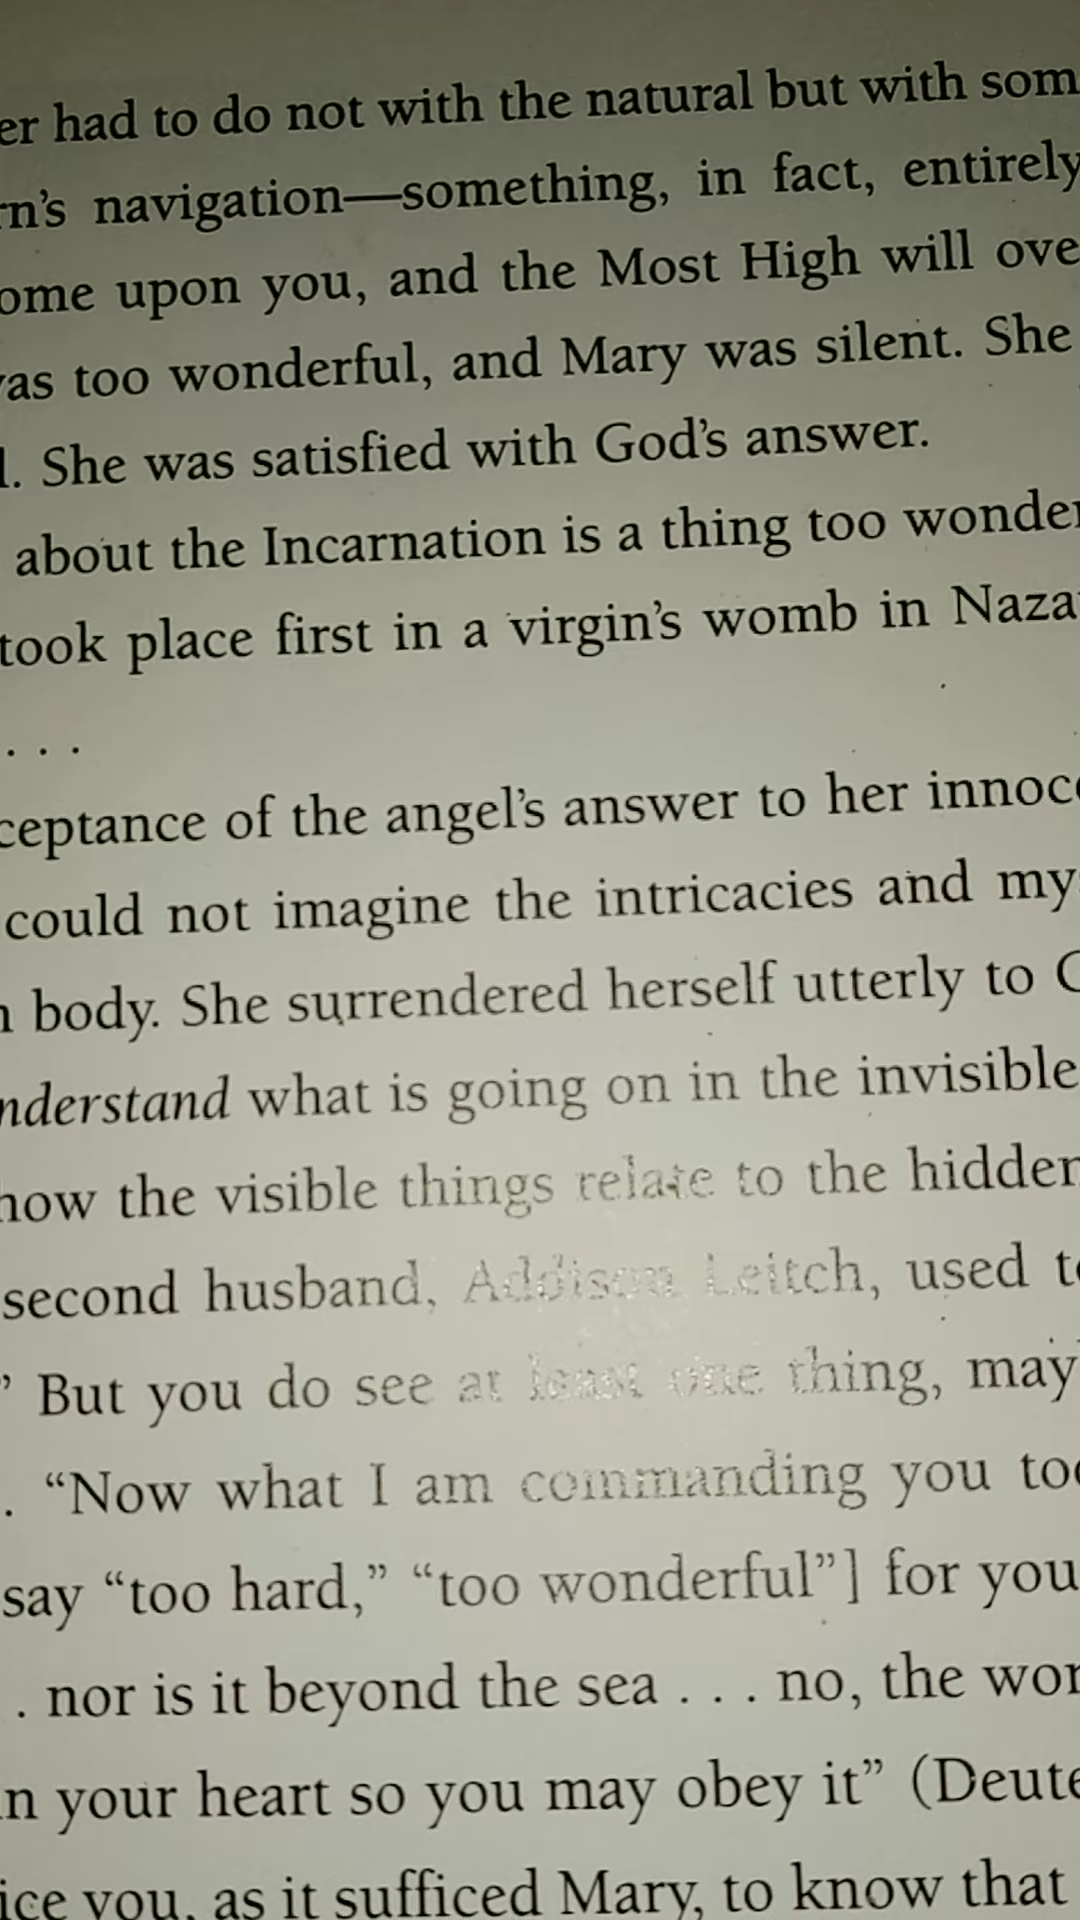 er had to do not with the natural but with som
rn's navigation—something, in fact, entirely
ome upon you, and the Most High will ove
vas too wonderful, and Mary was silent. She
l. She was satisfied with God's answer.
about the Incarnation is a thing too wonder
took place first in a virgin's womb in Naza
. . .
ceptance of the angel's answer to her innoc
could not imagine the intricacies and my
n body. She surrendered herself utterly to G
nderstand what is going on in the invisible
how the visible things relate to the hidden
second husband, Addison Leitch, used t
” But you do see at least one thing, may
. “Now what I am commanding you to
say “too hard,” “too wonderful”] for you
. nor is it beyond the sea . . . no, the wor
n your heart so you may obey it” (Deute
ice you, as it sufficed Mary, to know that